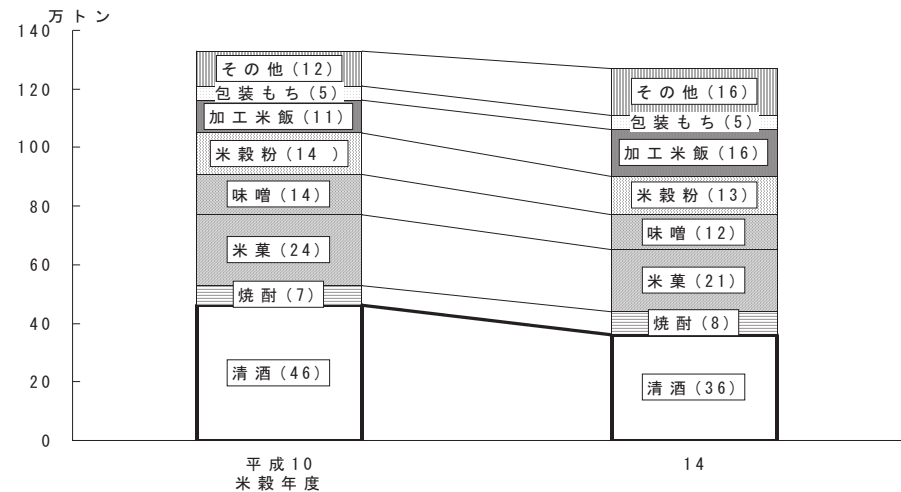 万トン
140
120
100
80
60
40
20
0
その他(12)
包装もち(5)
加工米飯(11)
米穀粉(14 )
味噌(14)
米菓(24)
焼酎(7)
清酒(46)
その他(16)
包装もち(5)
加工米飯(16)
米穀粉(13)
味噌(12)
米菓(21)
焼酎(8)
清酒(36)
平成10
米穀年度
14